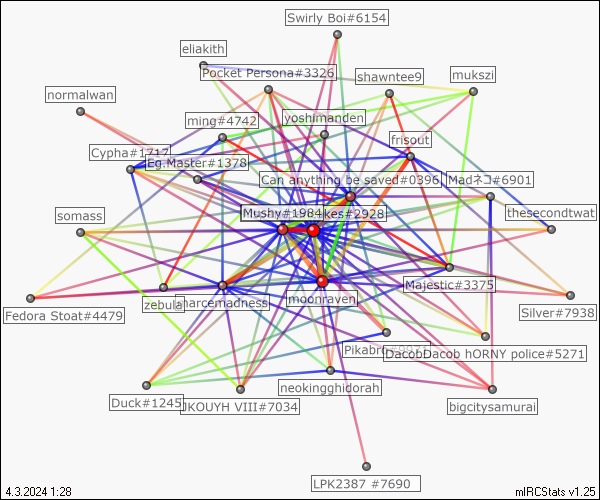 Swirly Boi#6154
eliakith
Pocket Persona#3326
shawntee9
mukszi
normalwan
ming#4742
yoshimanden
frisout
Cypha#1717
Eg.Master#1378
Can anything be saved#0396
Madネコ#6901
Mushy#1984
kes#2928
somass
thesecondtwat
Majestic#3375
zebula
marcemadness
moonraven
Fedora Stoat#4479
Silver#7938
Dacob hORNY police#5271
neokingghidorah
Duck#1245
JKOUYH VIII#7034
bigcitysamurai
LPK2387 #7690
4.3.2024 1:28
mIRCStats v1.25